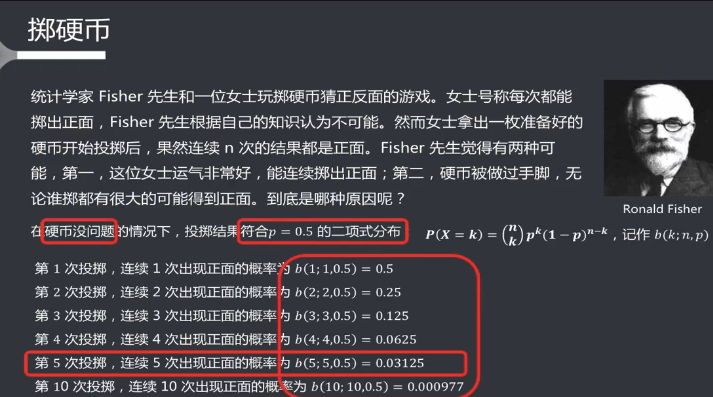 掷硬币
统计学家 Fisher 先生和一位女士玩掷硬币猜正反面的游戏。女士号称每次都能
掷出正面，Fisher 先生根据自己的知识认为不可能。然而女士拿出一枚准备好的
硬币开始投掷后，果然连续 n 次的结果都是正面。Fisher 先生觉得有两种可
能，第一，这位女士运气非常好，能连续掷出正面；第二，硬币被做过手脚，无
论谁掷都有很大的可能得到正面。到底是哪种原因呢？
Ronald Fisher
在硬币没问题的情况下，投掷结果符合p = 0.5 的二项式分布 P(X = k) = (n k) p^k(1 − p)^{n−k}，记作 b(k; n, p)
第 1 次投掷，连续 1 次出现正面的概率为 b(1; 1,0.5) = 0.5
第 2 次投掷，连续 2 次出现正面的概率为 b(2; 2,0.5) = 0.25
第 3 次投掷，连续 3 次出现正面的概率为 b(3; 3,0.5) = 0.125
第 4 次投掷，连续 4 次出现正面的概率为 b(4; 4,0.5) = 0.0625
第 5 次投掷，连续 5 次出现正面的概率为 b(5; 5,0.5) = 0.03125
第 10 次投掷，连续 10 次出现正面的概率为 b(10; 10,0.5) = 0.000977